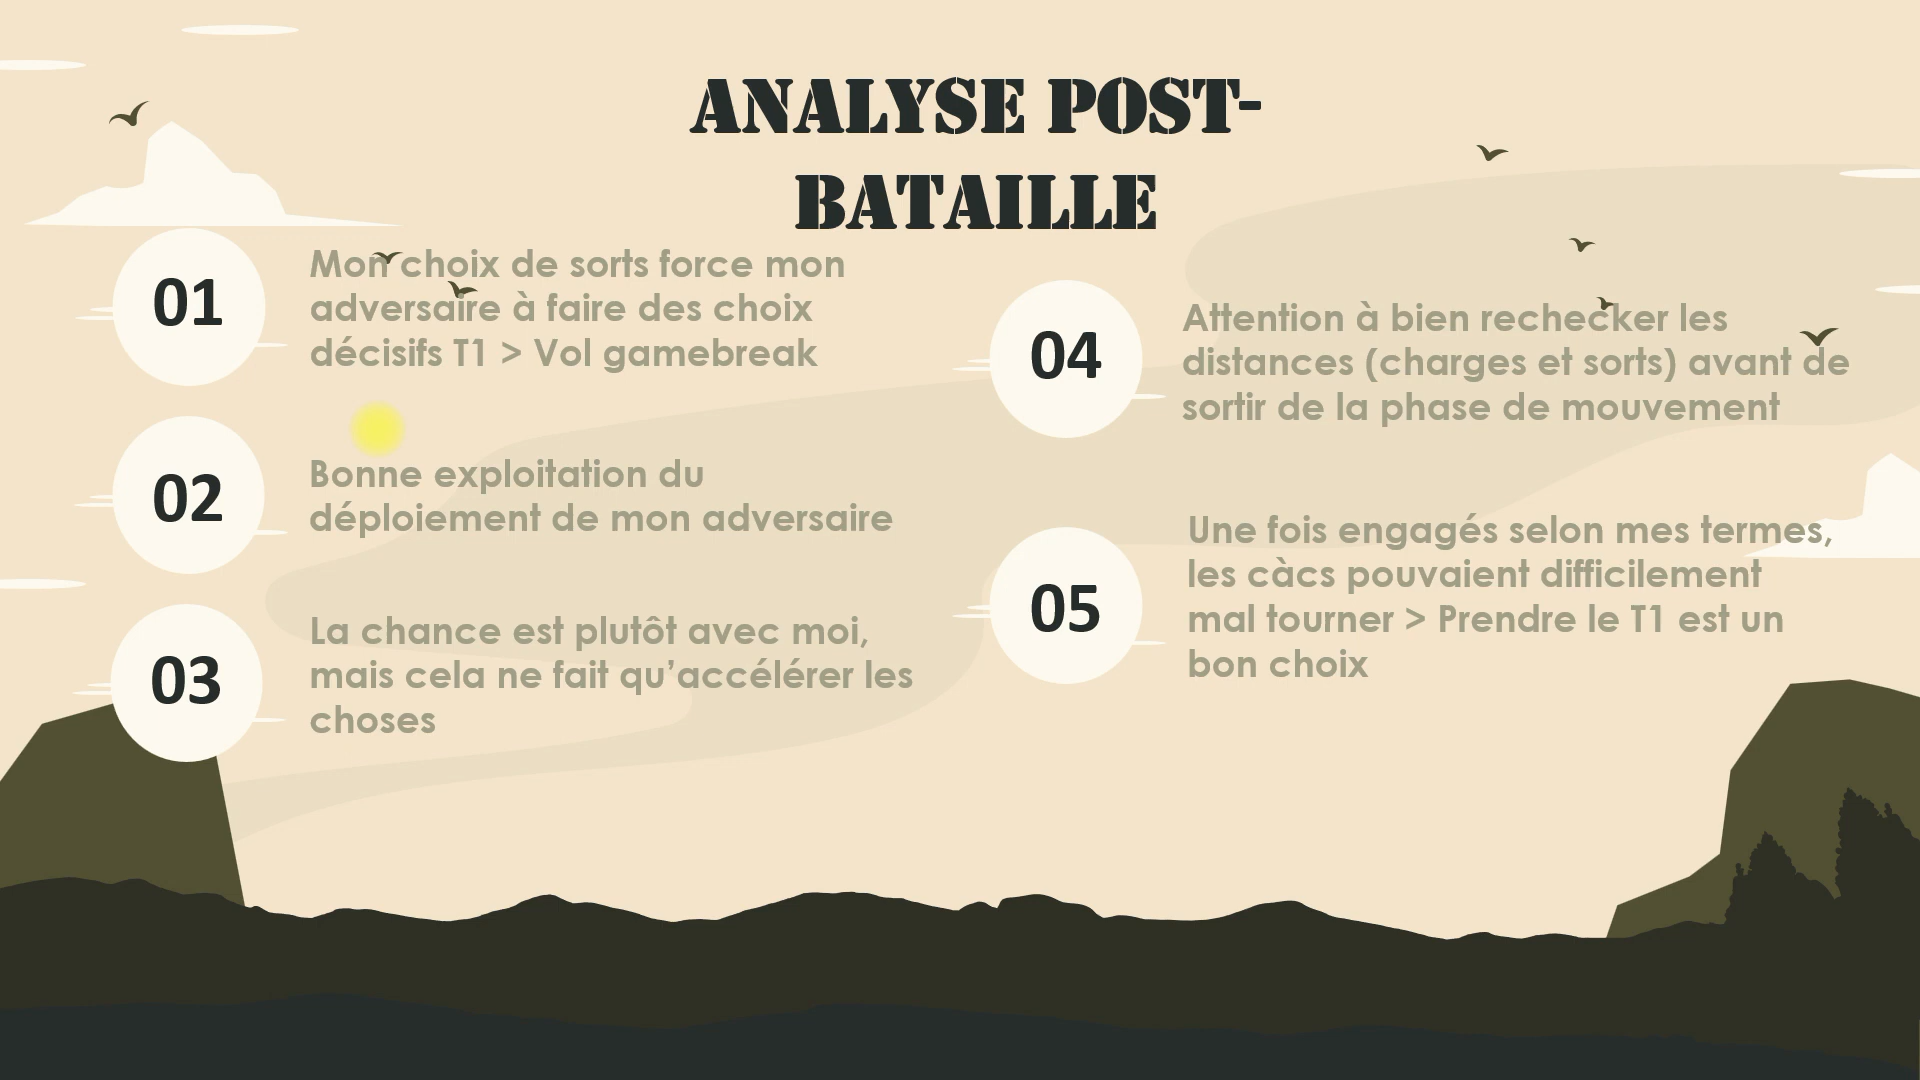 ANALYSE POST-
BATAILLE
01
Mon choix de sorts force mon
adversaire à faire des choix
décisifs T1 > Vol gamebreak
02
Bonne exploitation du
déploiement de mon adversaire
03
La chance est plutôt avec moi,
mais cela ne fait qu’accélérer les
choses
04
Attention à bien rechecker les
distances (charges et sorts) avant de
sortir de la phase de mouvement
05
Une fois engagés selon mes termes,
les càcs pouvaient difficilement
mal tourner > Prendre le T1 est un
bon choix